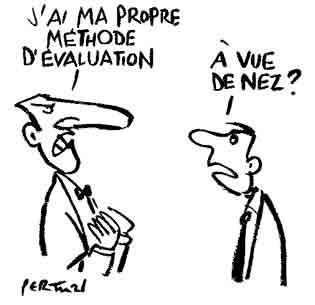 J'AI MA PROPRE
MÉTHODE
D'ÉVALUATION
À VUE
DE NEZ?